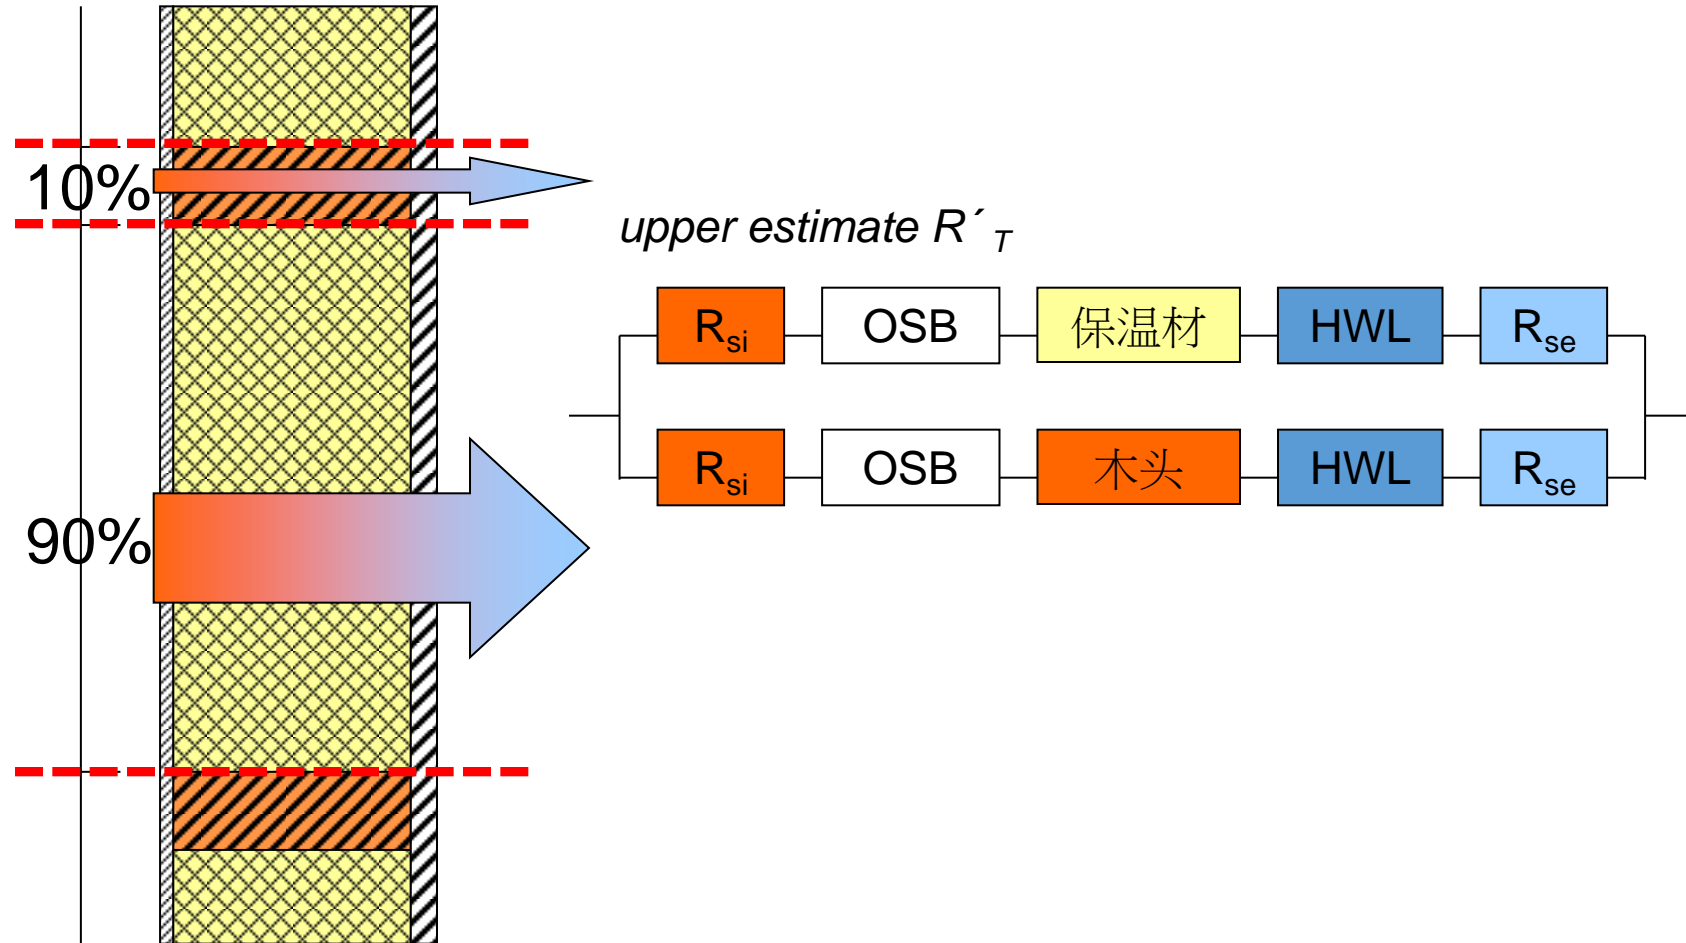 10%
upper estimate R´ T
Rsi OSB 保温材 HWL Rse
Rsi OSB 木头 HWL Rse
90%